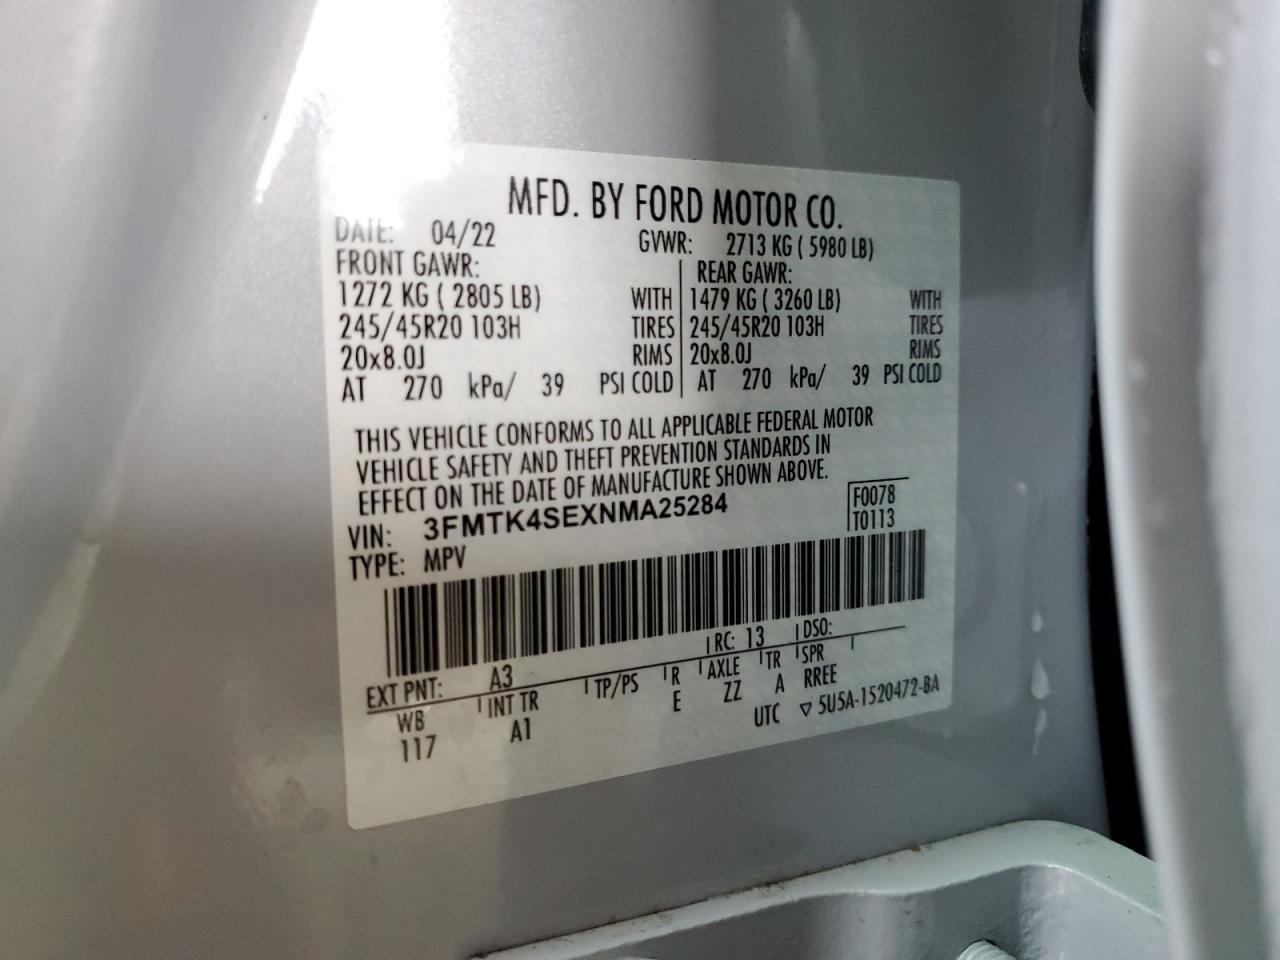 MFD. BY FORD MOTOR CO.
DATE: 04/22 GVWR: 2713 KG ( 5980 LB)
FRONT GAWR: REAR GAWR:
1272 KG ( 2805 LB) WITH 1479 KG ( 3260 LB) WITH
245/45R20 103H TIRES 245/45R20 103H TIRES
20x8.0J RIMS 20x8.0J RIMS
AT 270 kPa/ 39 PSI COLD AT 270 kPa/ 39 PSI COLD
THIS VEHICLE CONFORMS TO ALL APPLICABLE FEDERAL MOTOR
VEHICLE SAFETY AND THEFT PREVENTION STANDARDS IN
EFFECT ON THE DATE OF MANUFACTURE SHOWN ABOVE.
VIN: 3FMTK4SEXNMA25284 F0078
TYPE: MPV T0113
EXT PNT: A3 RC: 13 DSO:
WB INT TR TP/PS R AXLE TR SPR
117 A1 E ZZ A RREE
UTC ▽ 5U5A-1520472-BA